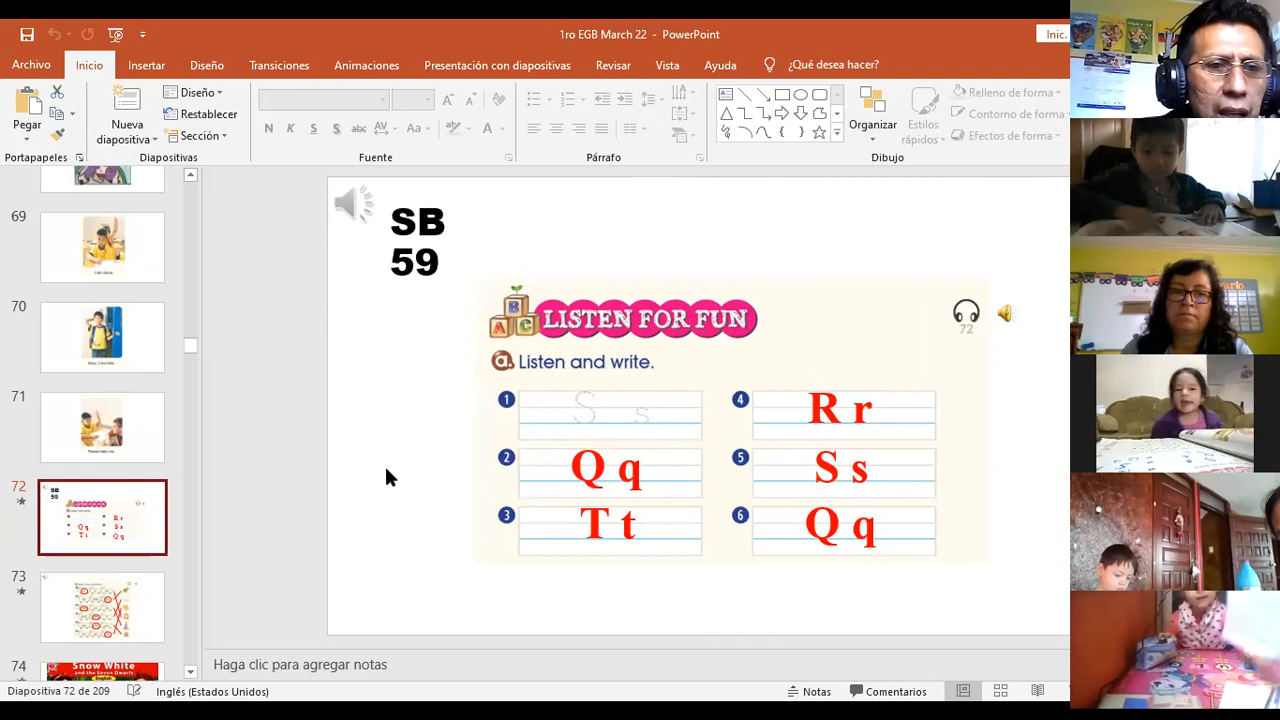 1ro EGB March 22 - PowerPoint
Inic.
Archivo Inicio Insertar Diseño Transiciones Animaciones Presentación con diapositivas Revisar Vista Ayuda ¿Qué desea hacer?
Pegar
Nueva diapositiva
Diseño
Restablecer
Sección
N K S S abc AV Aa A
Organizar
Estilos rápidos
Relleno de forma
Contorno de forma
Efectos de forma
Portapapeles Diapositivas Fuente Párrafo Dibujo
69
70
71
72
73
74
Snow White
and the Seven Dwarfs
SB
59
A B C
LISTEN FOR FUN
72
a. Listen and write.
1 S s
2 Q q
3 T t
4 R r
5 S s
6 Q q
Haga clic para agregar notas
Diapositiva 72 de 209 Inglés (Estados Unidos) Notas Comentarios